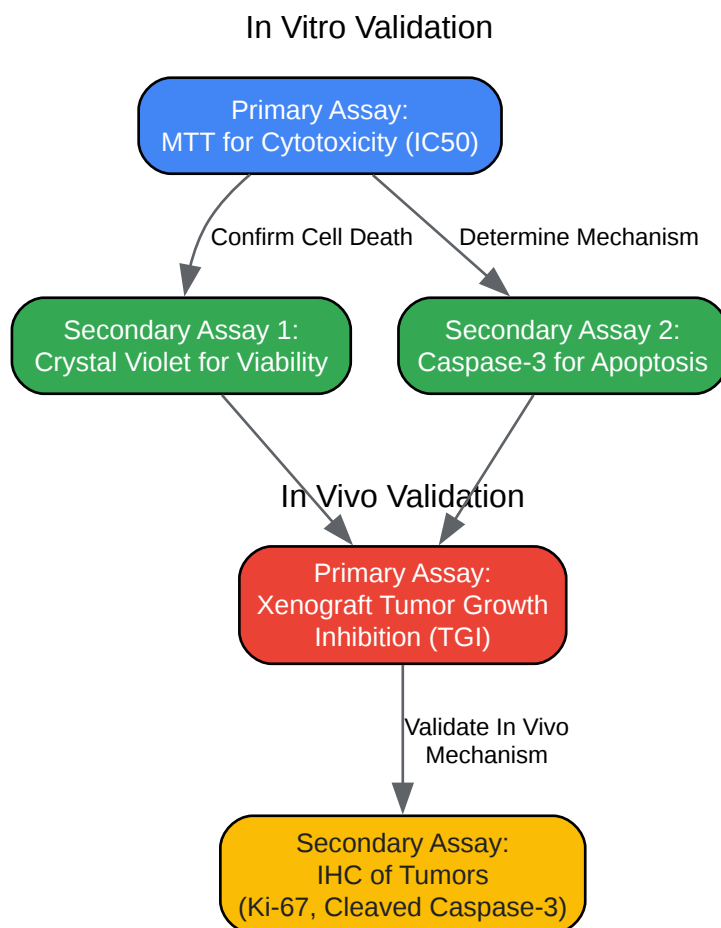 In Vitro Validation
Primary Assay:
MTT for Cytotoxicity (IC50)
Confirm Cell Death
Determine Mechanism
Secondary Assay 1:
Crystal Violet for Viability
Secondary Assay 2:
Caspase-3 for Apoptosis
In Vivo Validation
Primary Assay:
Xenograft Tumor Growth
Inhibition (TGI)
Validate In Vivo
Mechanism
Secondary Assay:
IHC of Tumors
(Ki-67, Cleaved Caspase-3)